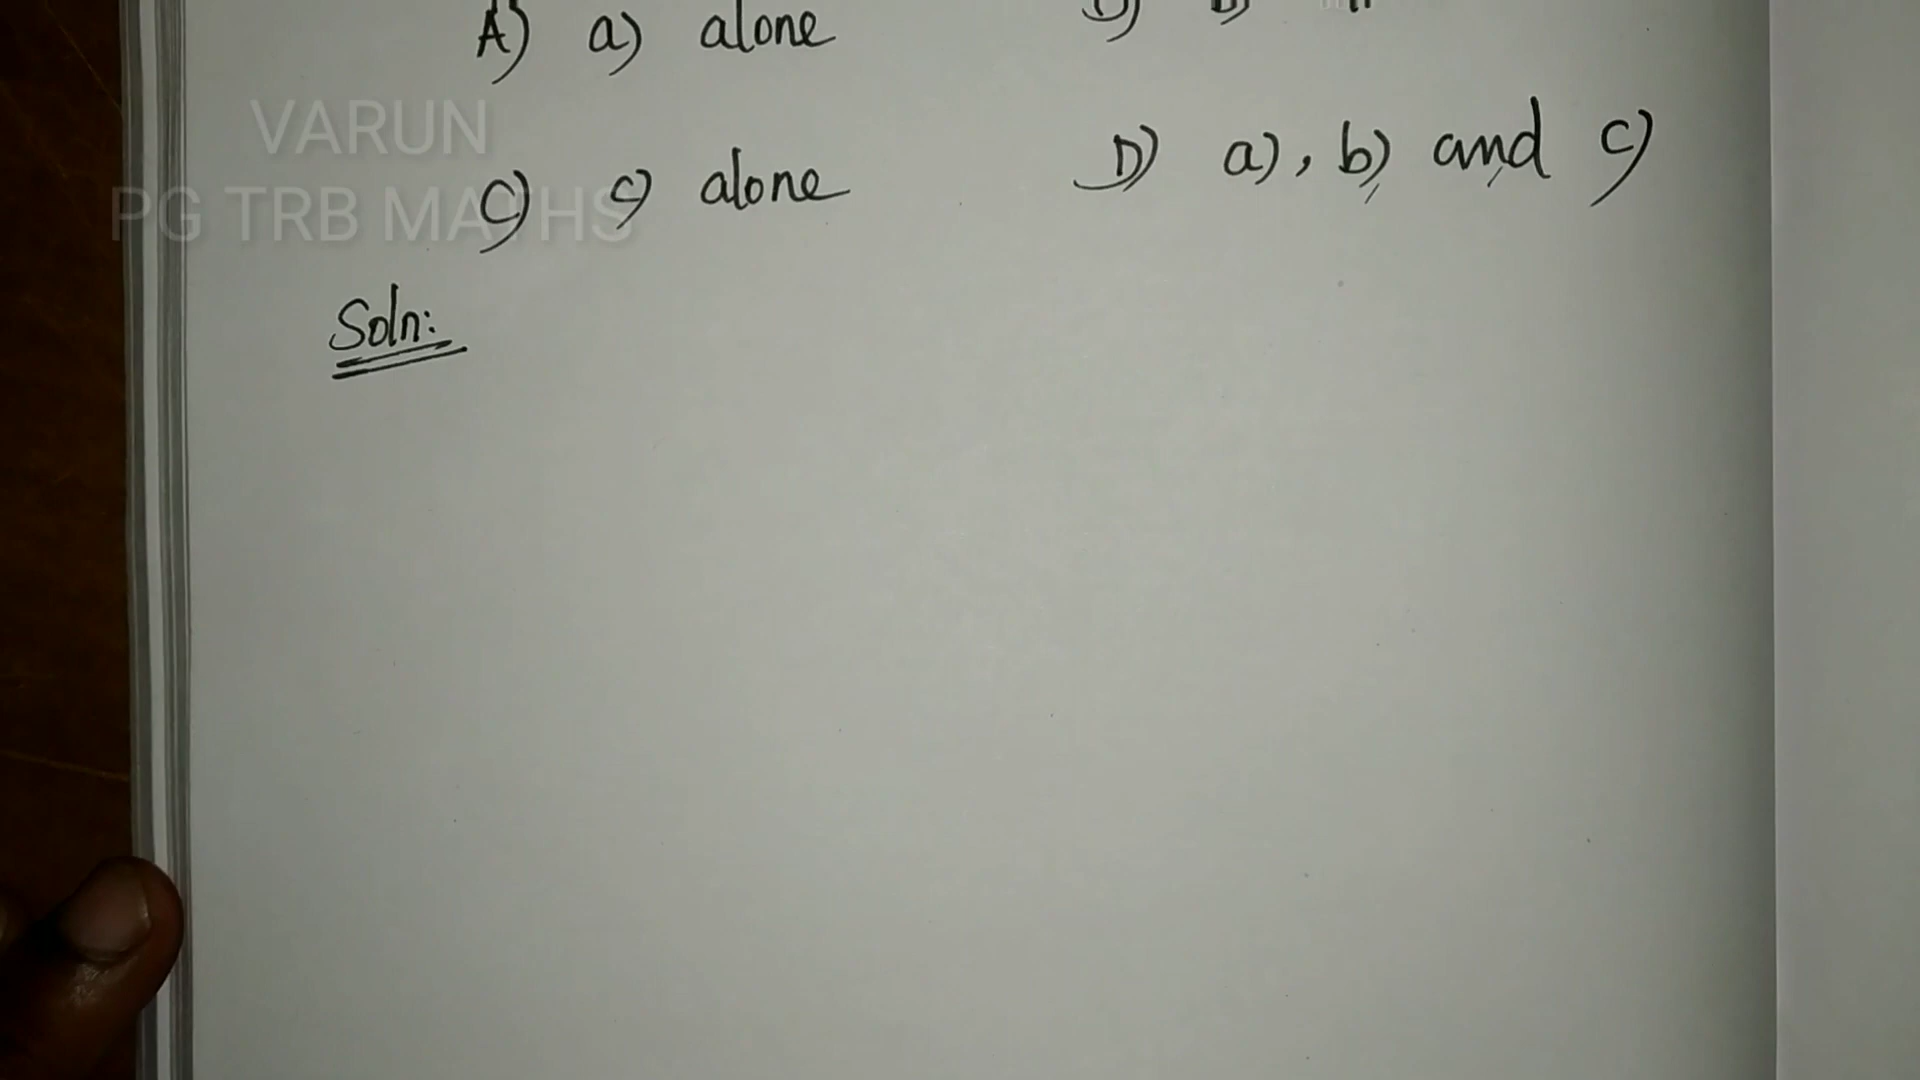 A) a) alone
VARUN
C) c) alone D) a), b) and c)
PG TRB MATHS
Soln: